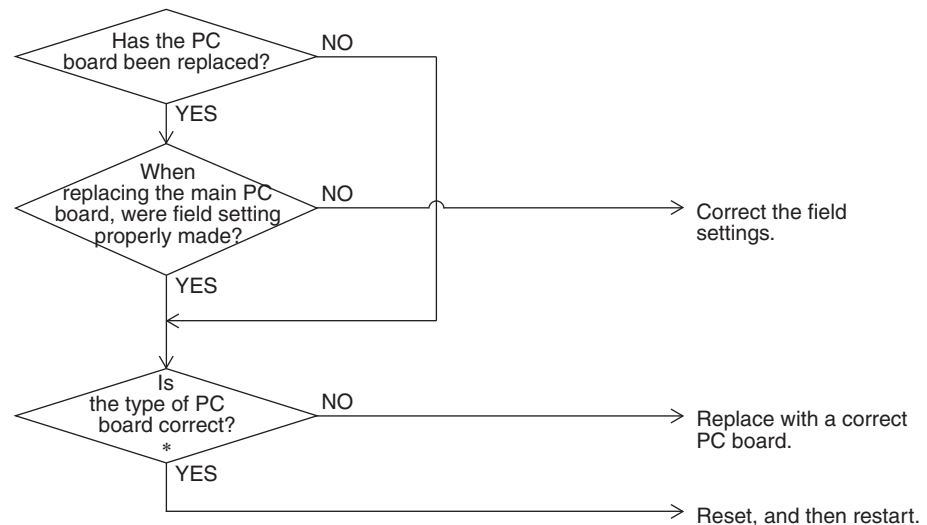 Has the PC
board been replaced?
NO
YES
When
replacing the main PC
board, were field setting
properly made?
NO
Correct the field
settings.
YES
Is
the type of PC
board correct?
*
NO
Replace with a correct
PC board.
YES
Reset, and then restart.